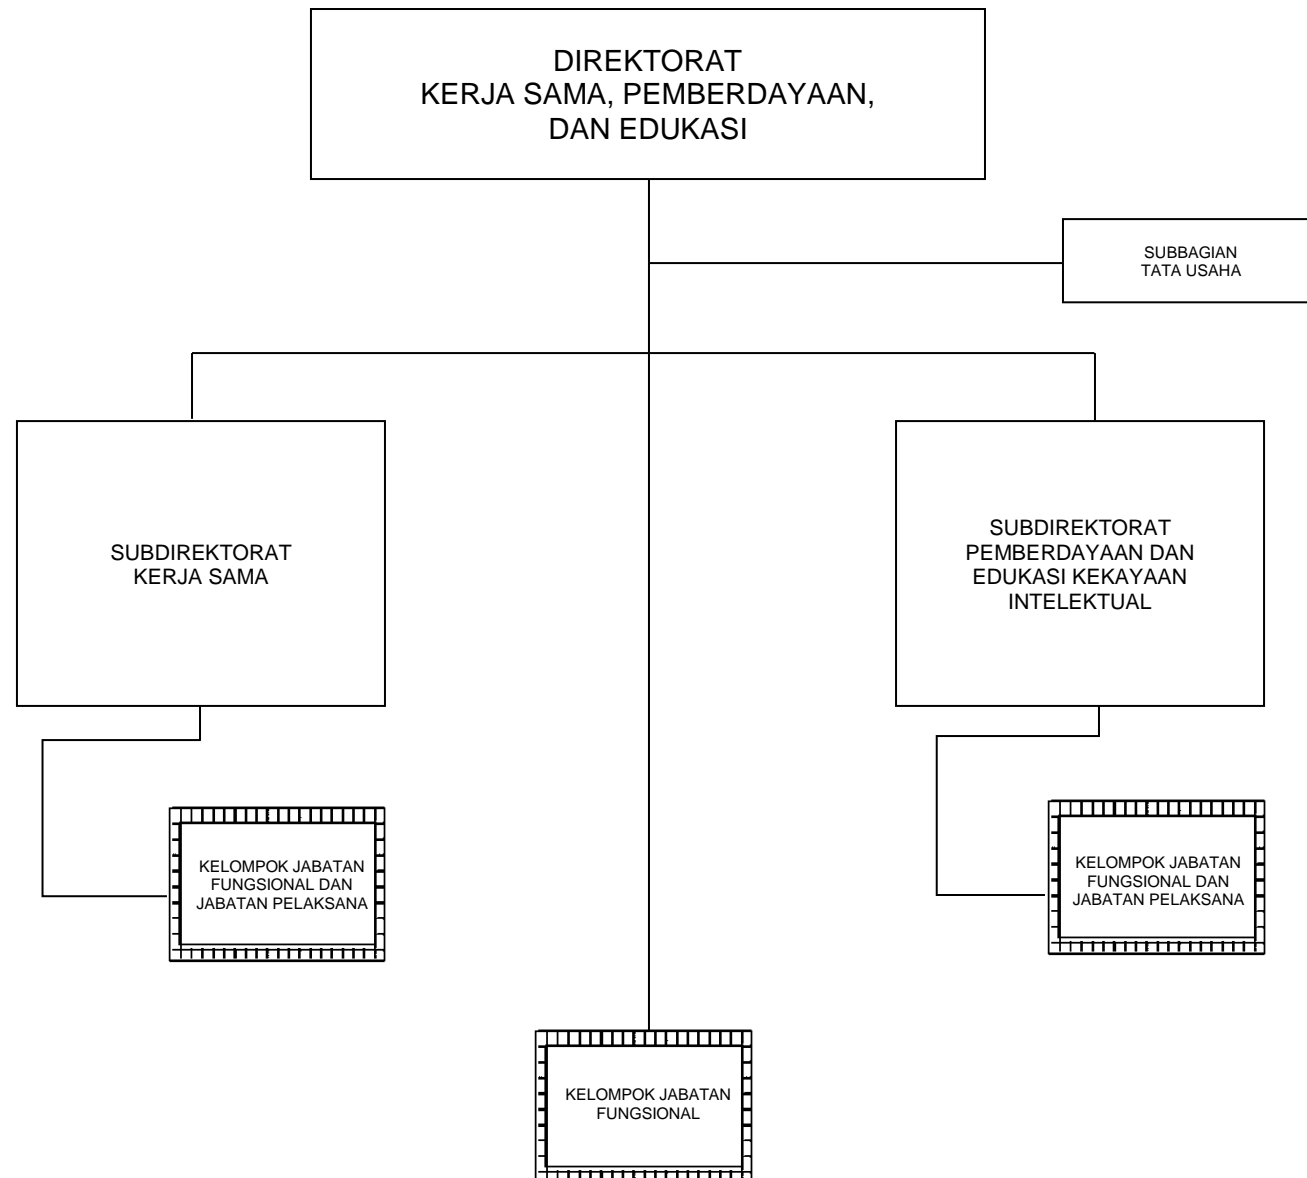 DIREKTORAT
KERJA SAMA, PEMBERDAYAAN,
DAN EDUKASI
SUBBAGIAN
TATA USAHA
SUBDIREKTORAT
KERJA SAMA
SUBDIREKTORAT
PEMBERDAYAAN DAN
EDUKASI KEKAYAAN
INTELEKTUAL
KELOMPOK JABATAN
FUNGSIONAL DAN
JABATAN PELAKSANA
KELOMPOK JABATAN
FUNGSIONAL DAN
JABATAN PELAKSANA
KELOMPOK JABATAN
FUNGSIONAL